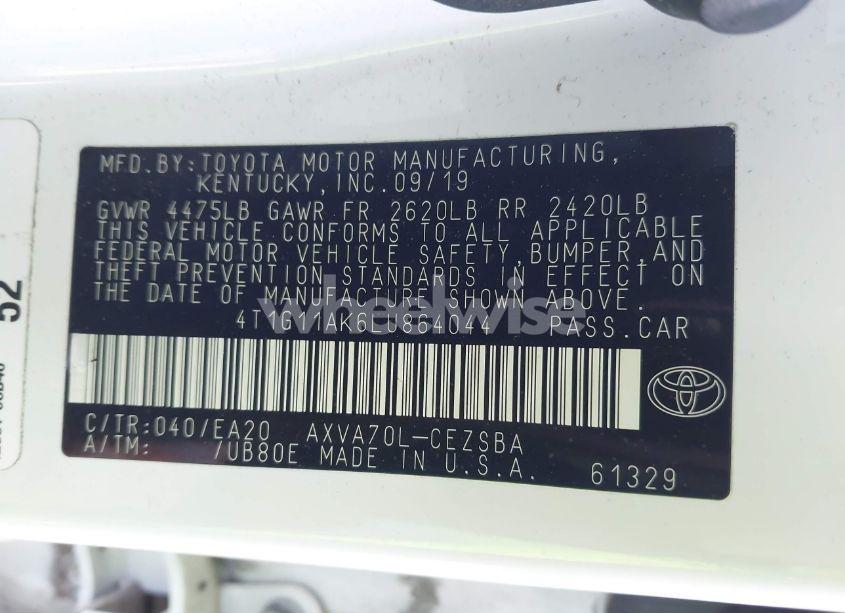 MFD.BY:TOYOTA MOTOR MANUFACTURING,
KENTUCKY,INC.09/19
GVWR 4475LB GAWR FR 2620LB RR 2420LB
THIS VEHICLE CONFORMS TO ALL APPLICABLE
FEDERAL MOTOR VEHICLE SAFETY,BUMPER,AND
THEFT PREVENTION STANDARDS IN EFFECT ON
THE DATE OF MANUFACTURE SHOWN ABOVE.
wheelwise
PASS.CAR
C/TR:040/EA20 AXVA70L-CEZSBA
A/TM: /UB80E MADE IN U.S.A.
61329
52